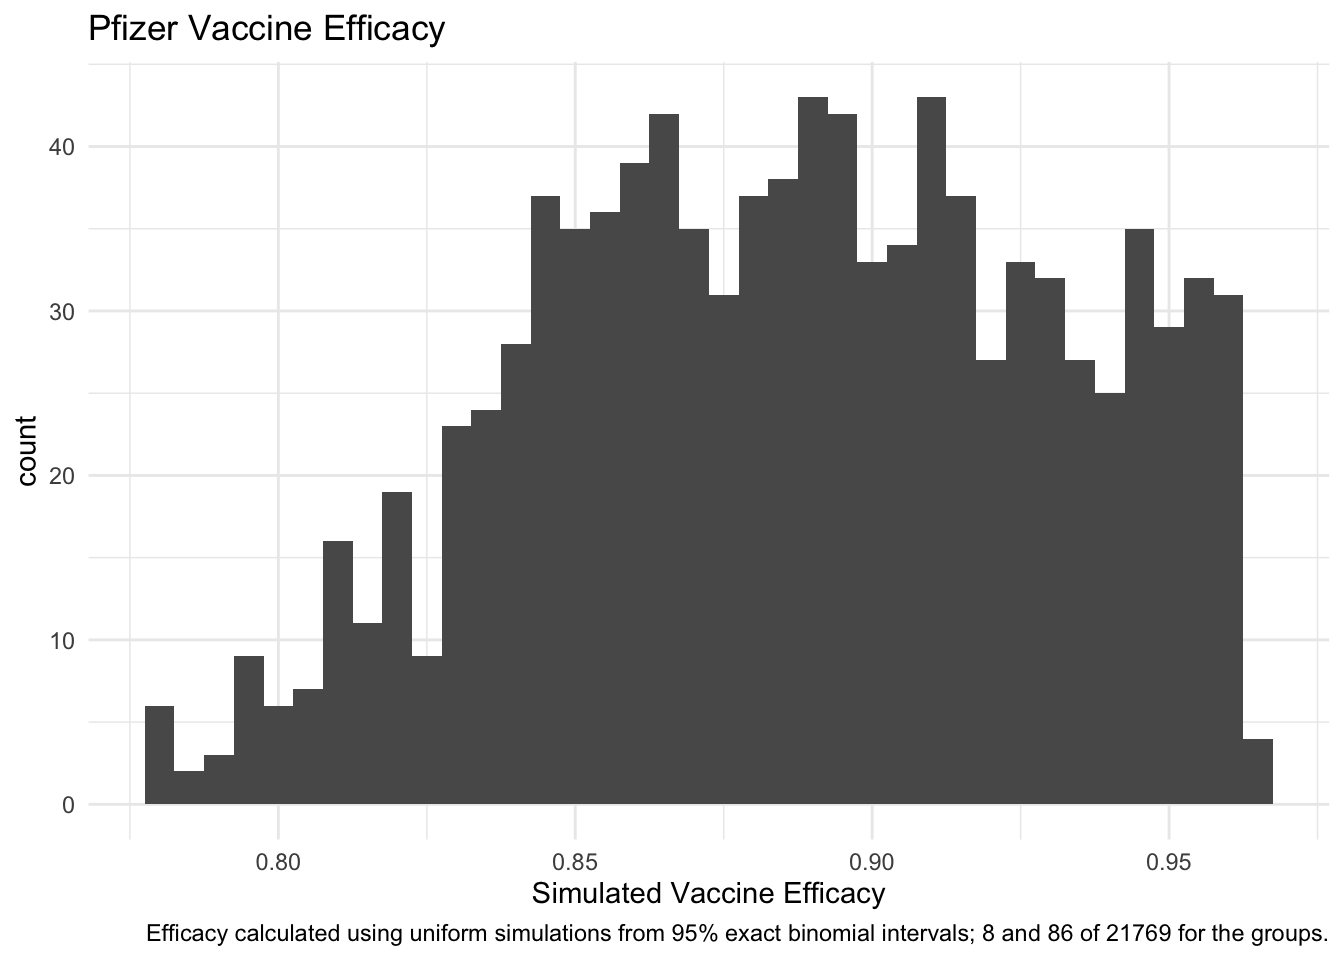 Pfizer Vaccine Efficacy
40
30
20
10
0
count
0.80 0.85 0.90 0.95
Simulated Vaccine Efficacy
Efficacy calculated using uniform simulations from 95% exact binomial intervals; 8 and 86 of 21769 for the groups.